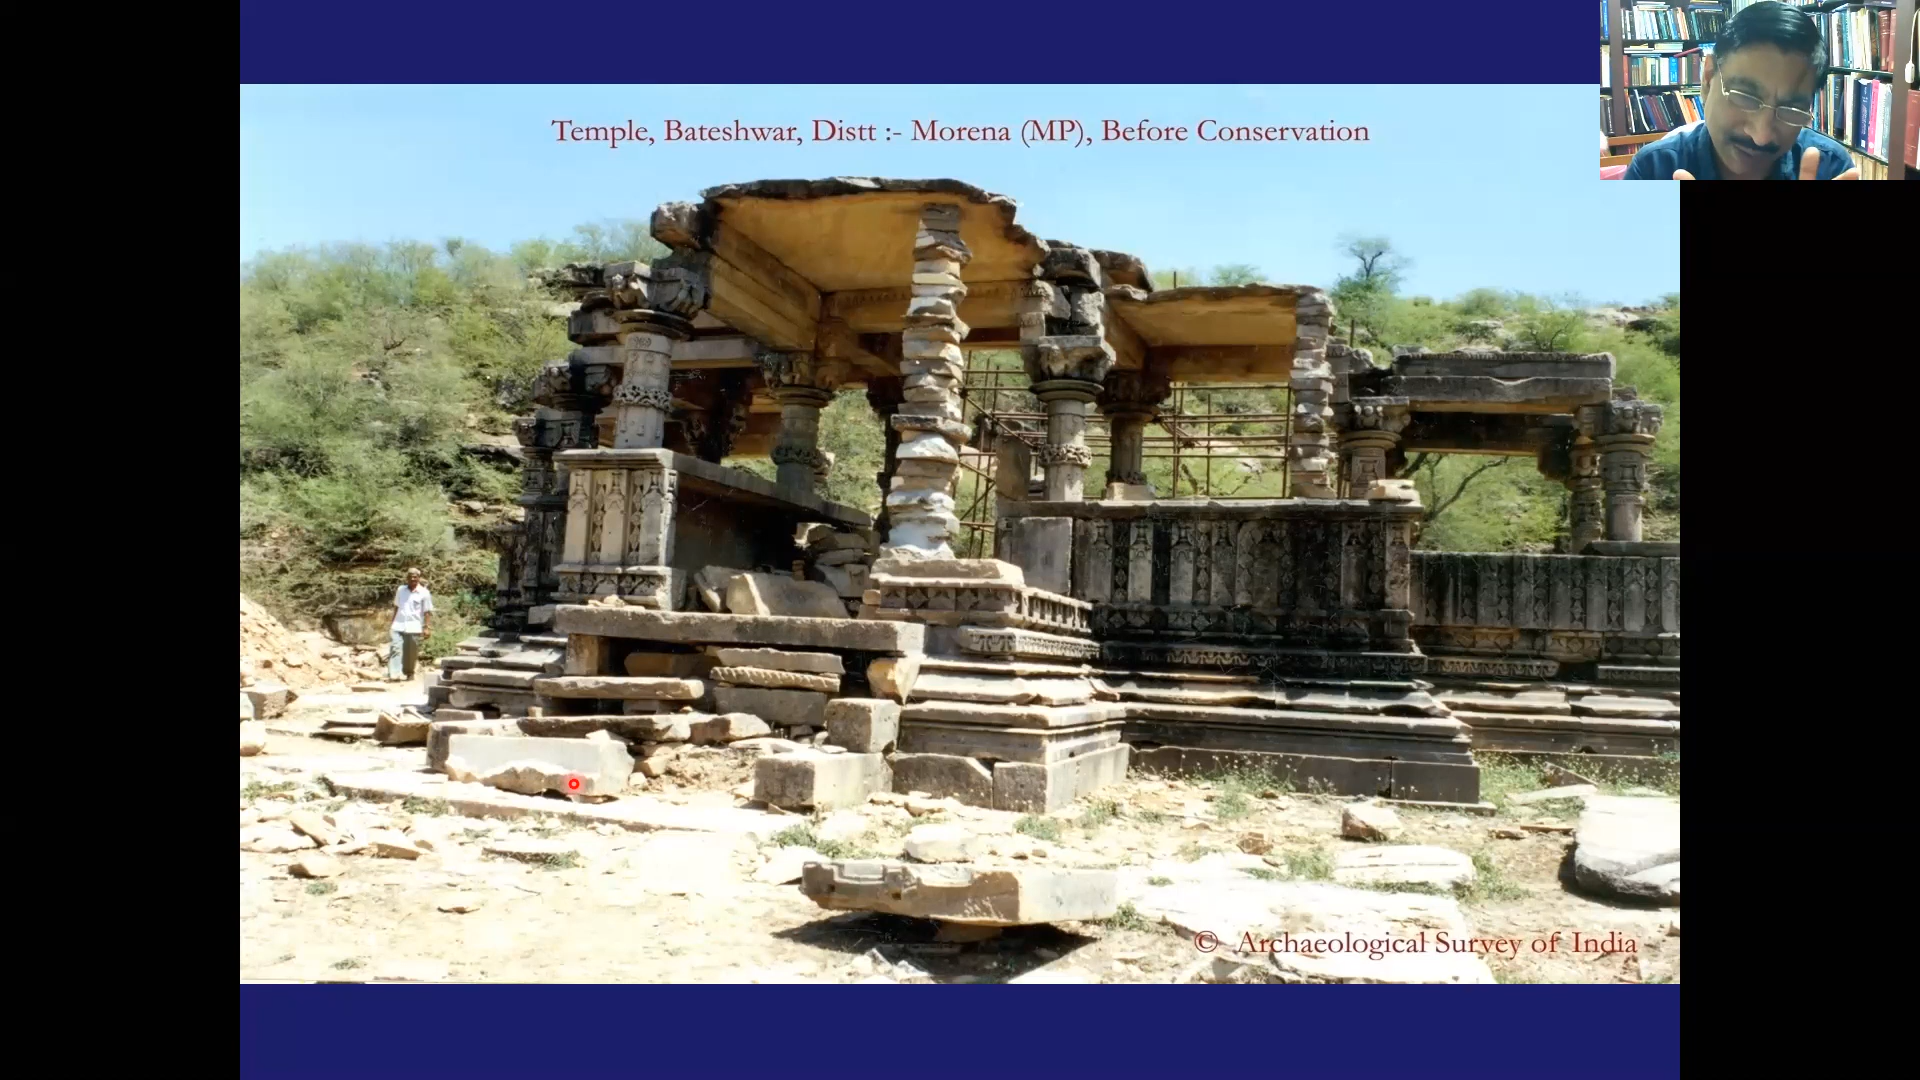 Temple, Bateshwar, Distt :- Morena (MP), Before Conservation
© Archaeological Survey of India